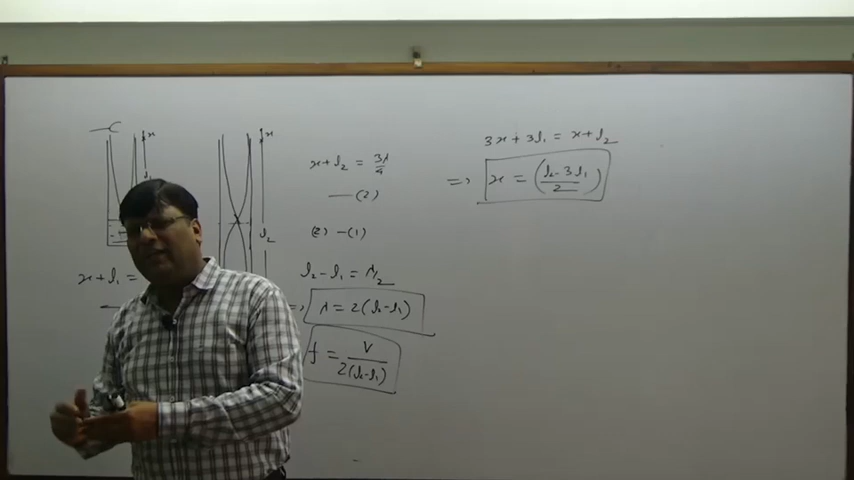 x
l₁
x + l₁ =
x
l₂
x + l₂ = 3λ/4
— (2)
(2) - (1)
l₂ - l₁ = λ/2
⇒ λ = 2(l₂-l₁)
f = v/2(l₂-l₁)
3x + 3l₁ = x + l₂
⇒ x = (l₂ - 3l₁/2)